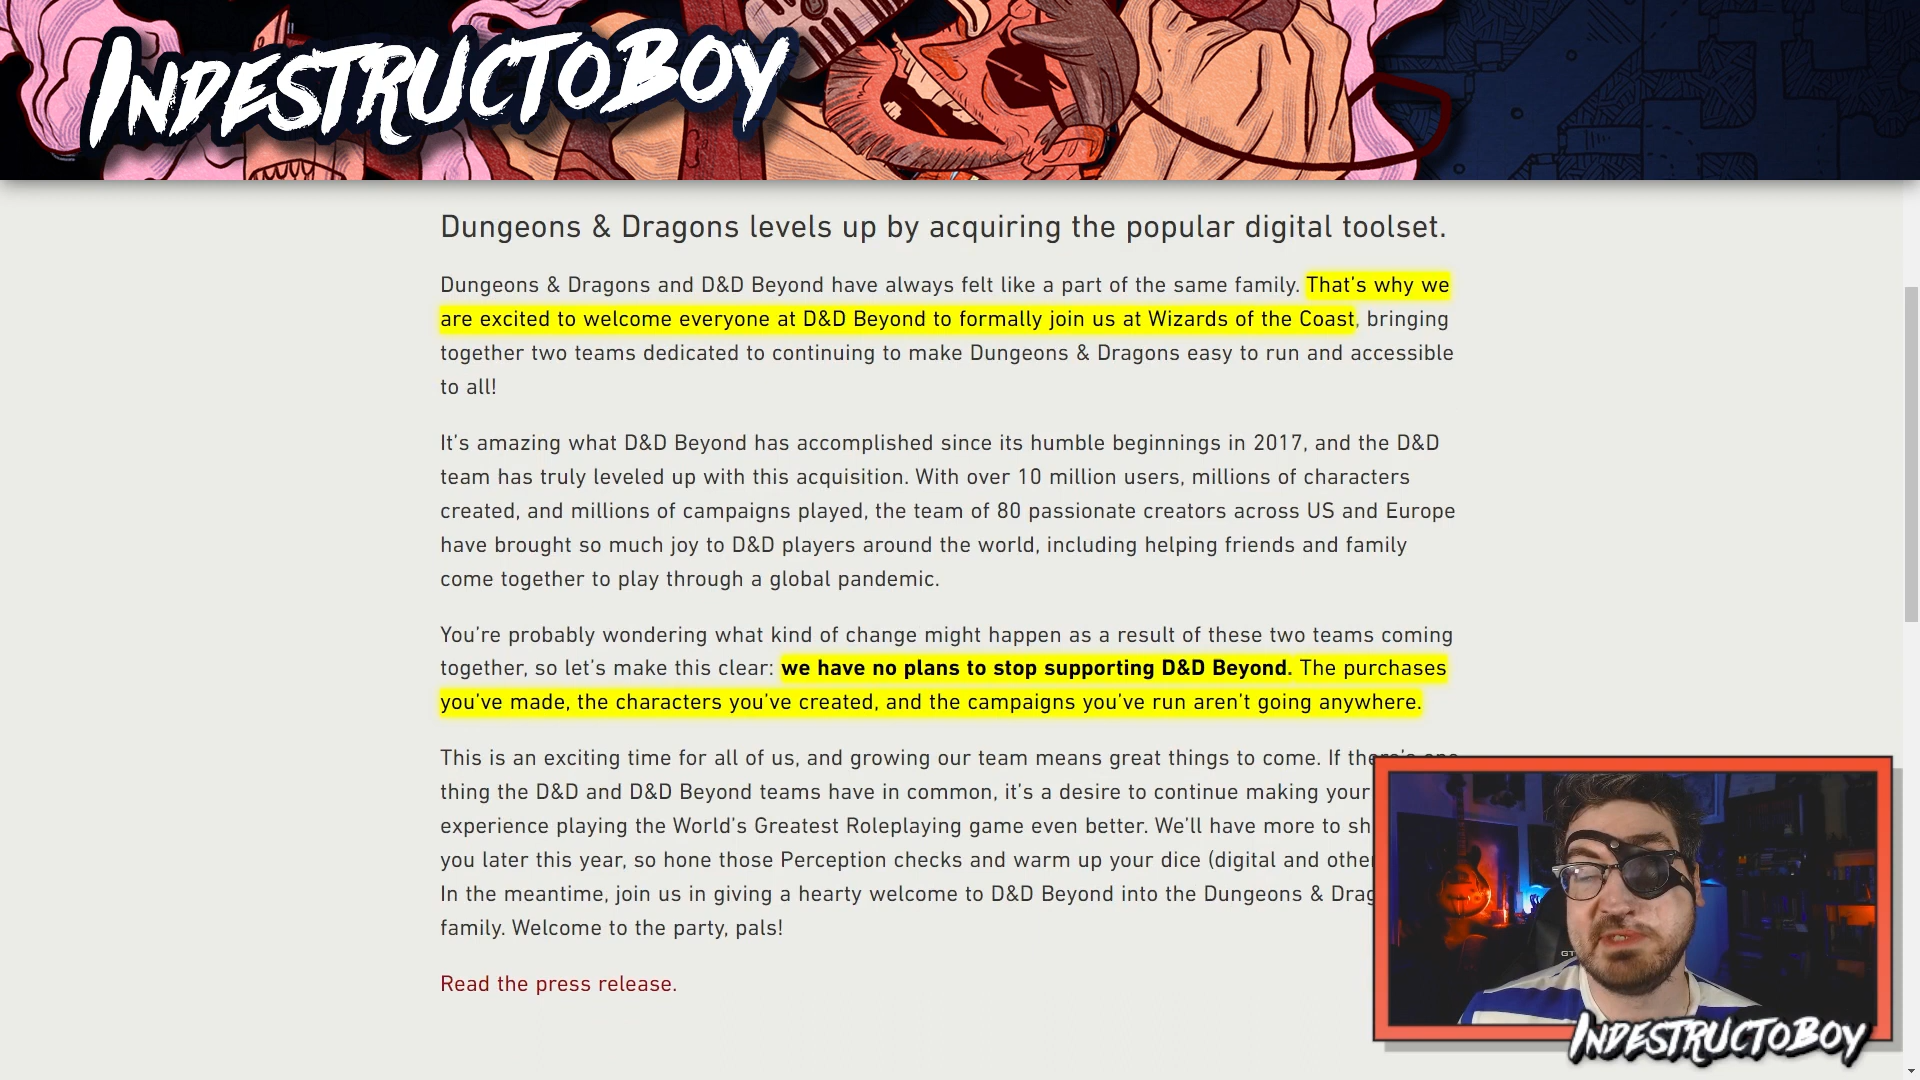 INDESTRUCTOBOY
Dungeons & Dragons levels up by acquiring the popular digital toolset.
Dungeons & Dragons and D&D Beyond have always felt like a part of the same family. That's why we
are excited to welcome everyone at D&D Beyond to formally join us at Wizards of the Coast, bringing
together two teams dedicated to continuing to make Dungeons & Dragons easy to run and accessible
to all!
It's amazing what D&D Beyond has accomplished since its humble beginnings in 2017, and the D&D
team has truly leveled up with this acquisition. With over 10 million users, millions of characters
created, and millions of campaigns played, the team of 80 passionate creators across US and Europe
have brought so much joy to D&D players around the world, including helping friends and family
come together to play through a global pandemic.
You're probably wondering what kind of change might happen as a result of these two teams coming
together, so let's make this clear: we have no plans to stop supporting D&D Beyond. The purchases
you've made, the characters you've created, and the campaigns you've run aren't going anywhere.
This is an exciting time for all of us, and growing our team means great things to come. If
thing the D&D and D&D Beyond teams have in common, it's a desire to continue making your
experience playing the World's Greatest Roleplaying game even better. We'll have more to
you later this year, so hone those Perception checks and warm up your dice (digital and
In the meantime, join us in giving a hearty welcome to D&D Beyond into the Dungeons &
family. Welcome to the party, pals!
Read the press release.
GT
INDESTRUCTOBOY